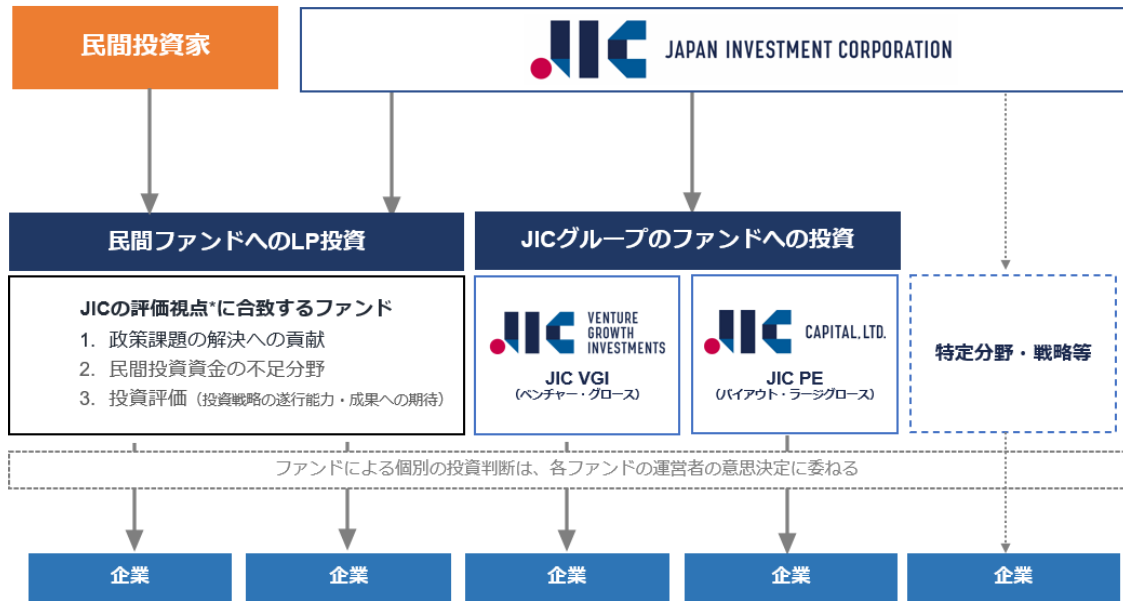 民間投資家
JIC JAPAN INVESTMENT CORPORATION
民間ファンドへのLP投資
JICグループのファンドへの投資
JICの評価視点*に合致するファンド
1. 政策課題の解決への貢献
2. 民間投資資金の不足分野
3. 投資評価（投資戦略の遂行能力・成果への期待）
JIC VENTURE
GROWTH
INVESTMENTS
JIC VGI
（ベンチャー・グロース）
JIC CAPITAL, LTD.
JIC PE
（バイアウト・ラージグロース）
特定分野・戦略等
ファンドによる個別の投資判断は、各ファンドの運営者の意思決定に委ねる
企業
企業
企業
企業
企業